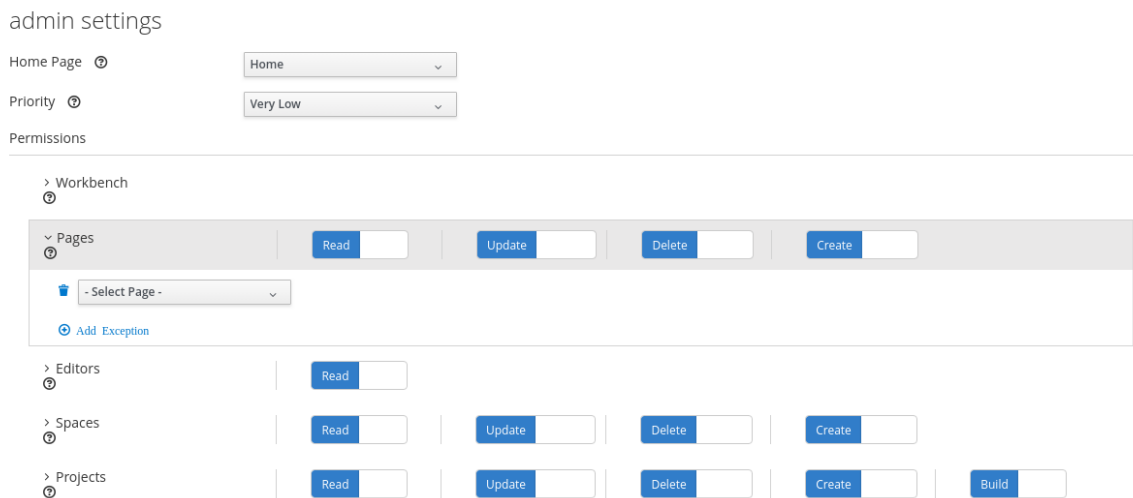 admin settings
Home Page
Home
Priority
Very Low
Permissions
Workbench
Pages Read Update Delete Create
- Select Page -
Add Exception
Editors Read
Spaces Read Update Delete Create
Projects Read Update Delete Create Build